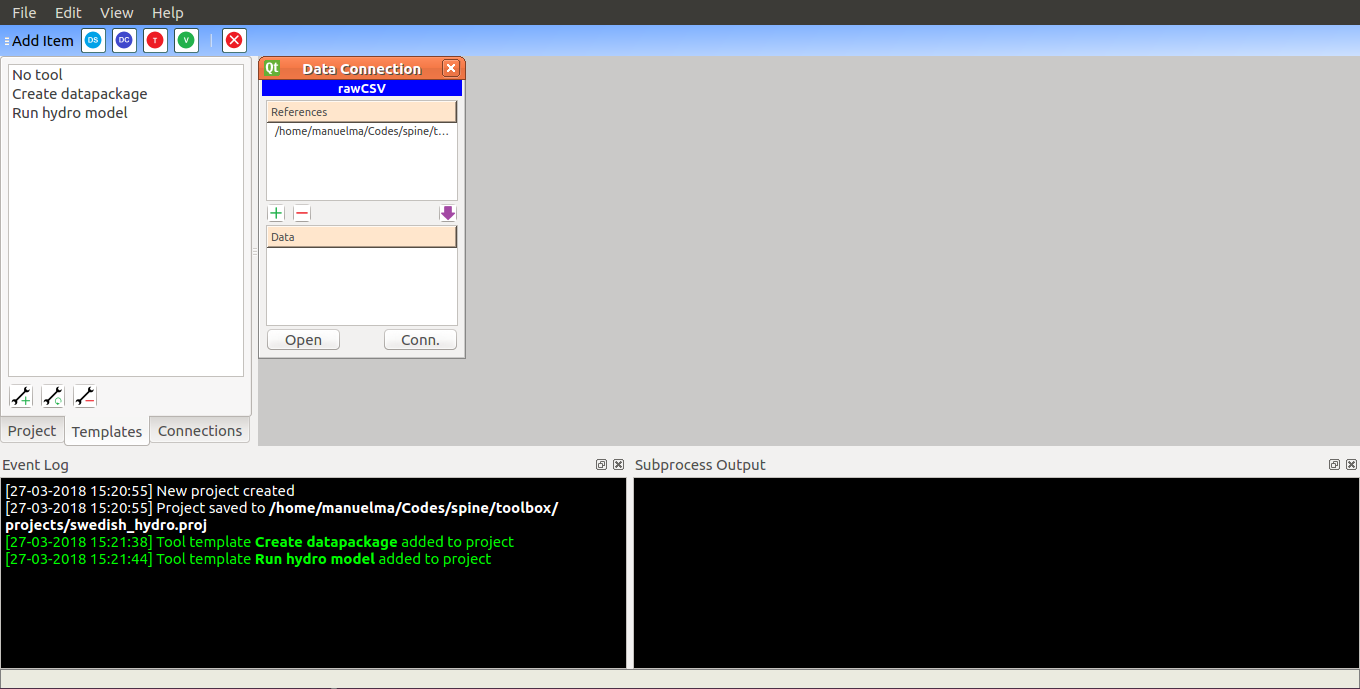 File Edit View Help
Add Item DS DC T V
No tool
Create datapackage
Run hydro model
Project Templates Connections
Qt Data Connection
rawCSV
References
/home/manuelma/Codes/spine/t...
Data
Open Conn.
Event Log
[27-03-2018 15:20:55] New project created
[27-03-2018 15:20:55] Project saved to /home/manuelma/Codes/spine/toolbox/
projects/swedish_hydro.proj
[27-03-2018 15:21:38] Tool template Create datapackage added to project
[27-03-2018 15:21:44] Tool template Run hydro model added to project
Subprocess Output